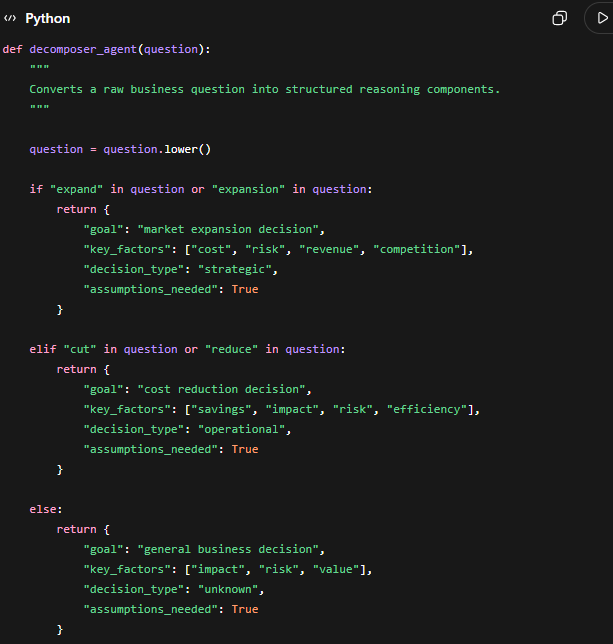 </> Python
def decomposer_agent(question):
    """
    Converts a raw business question into structured reasoning components.
    """

    question = question.lower()

    if "expand" in question or "expansion" in question:
        return {
            "goal": "market expansion decision",
            "key_factors": ["cost", "risk", "revenue", "competition"],
            "decision_type": "strategic",
            "assumptions_needed": True
        }

    elif "cut" in question or "reduce" in question:
        return {
            "goal": "cost reduction decision",
            "key_factors": ["savings", "impact", "risk", "efficiency"],
            "decision_type": "operational",
            "assumptions_needed": True
        }

    else:
        return {
            "goal": "general business decision",
            "key_factors": ["impact", "risk", "value"],
            "decision_type": "unknown",
            "assumptions_needed": True
        }